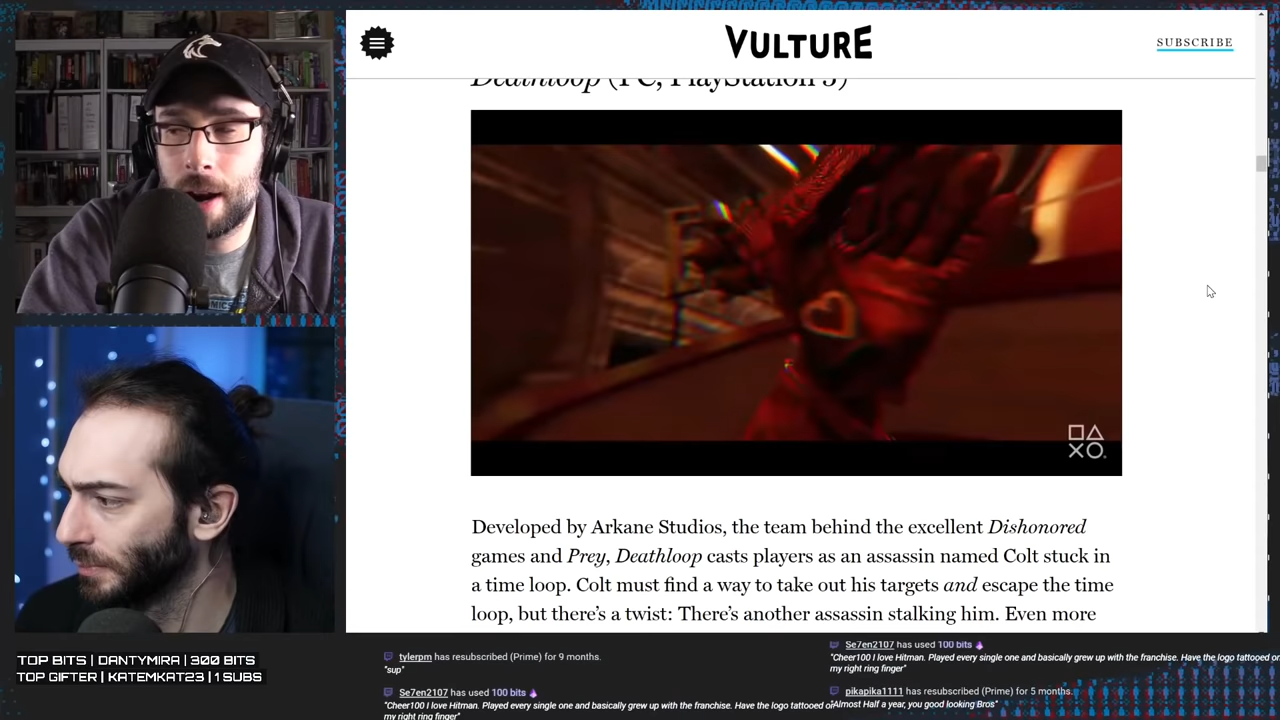 VULTURE
SUBSCRIBE
Deathloop (PC, PlayStation 5)
Developed by Arkane Studios, the team behind the excellent Dishonored
games and Prey, Deathloop casts players as an assassin named Colt stuck in
a time loop. Colt must find a way to take out his targets and escape the time
loop, but there's a twist: There's another assassin stalking him. Even more
TOP BITS | DANTYMIRA | 300 BITS
TOP GIFTER | KATEMKAT23 | 1 SUBS
tylerpm has resubscribed (Prime) for 9 months.
"sup"
Se7en2107 has used 100 bits
"Cheer100 I love Hitman. Played every single one and basically grew up with the franchise. Have the logo tattooed o
my right ring finger"
Se7en2107 has used 100 bits
"Cheer100 I love Hitman. Played every single one and basically grew up with the franchise. Have the logo tattooed on
my right ring finger"
pikapika1111 has resubscribed (Prime) for 5 months.
"Almost Half a year, you good looking Bros"